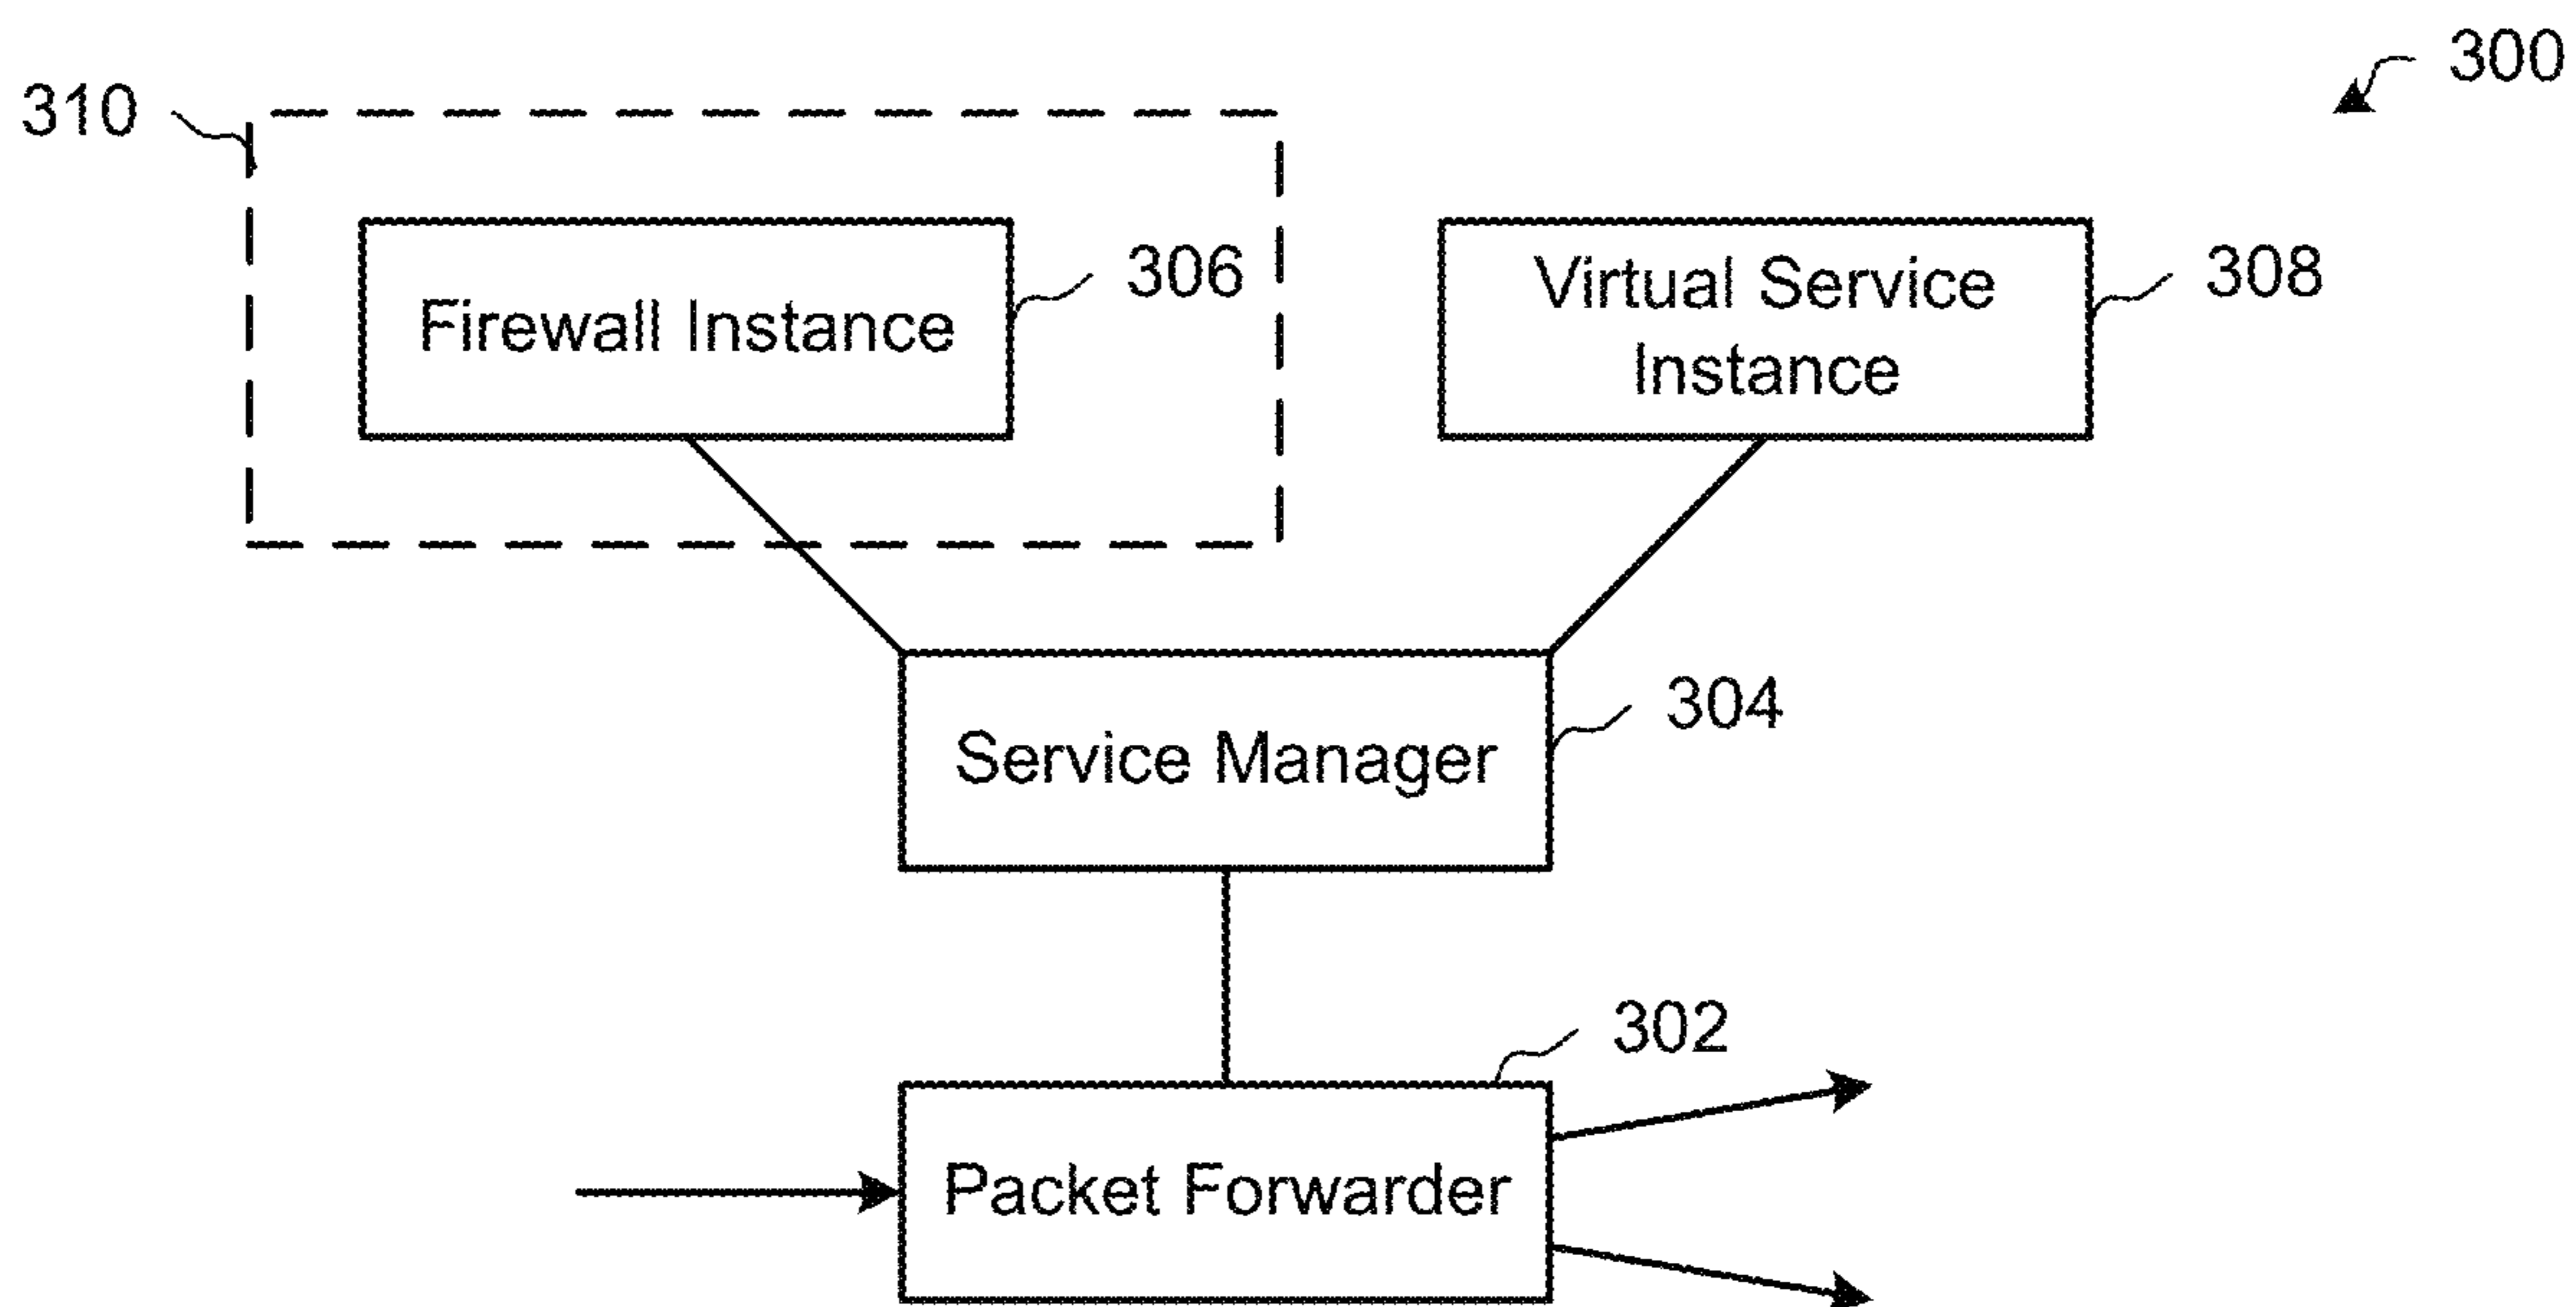 300
310
306
Firewall Instance
Virtual Service
Instance
308
304
Service Manager
302
Packet Forwarder